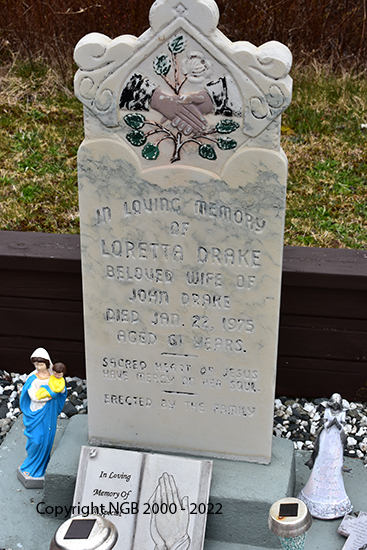 IN LOVING MEMORY
OF
LORETTA DRAKE
BELOVED WIFE OF
JOHN DRAKE
DIED JAN. 22, 1975
AGED 61 YEARS.
SACRED HEART OF JESUS
HAVE MERCY ON HER SOUL.
ERECTED BY THE FAMILY
In Loving
Memory Of
Copyright NGB 2000 - 2022